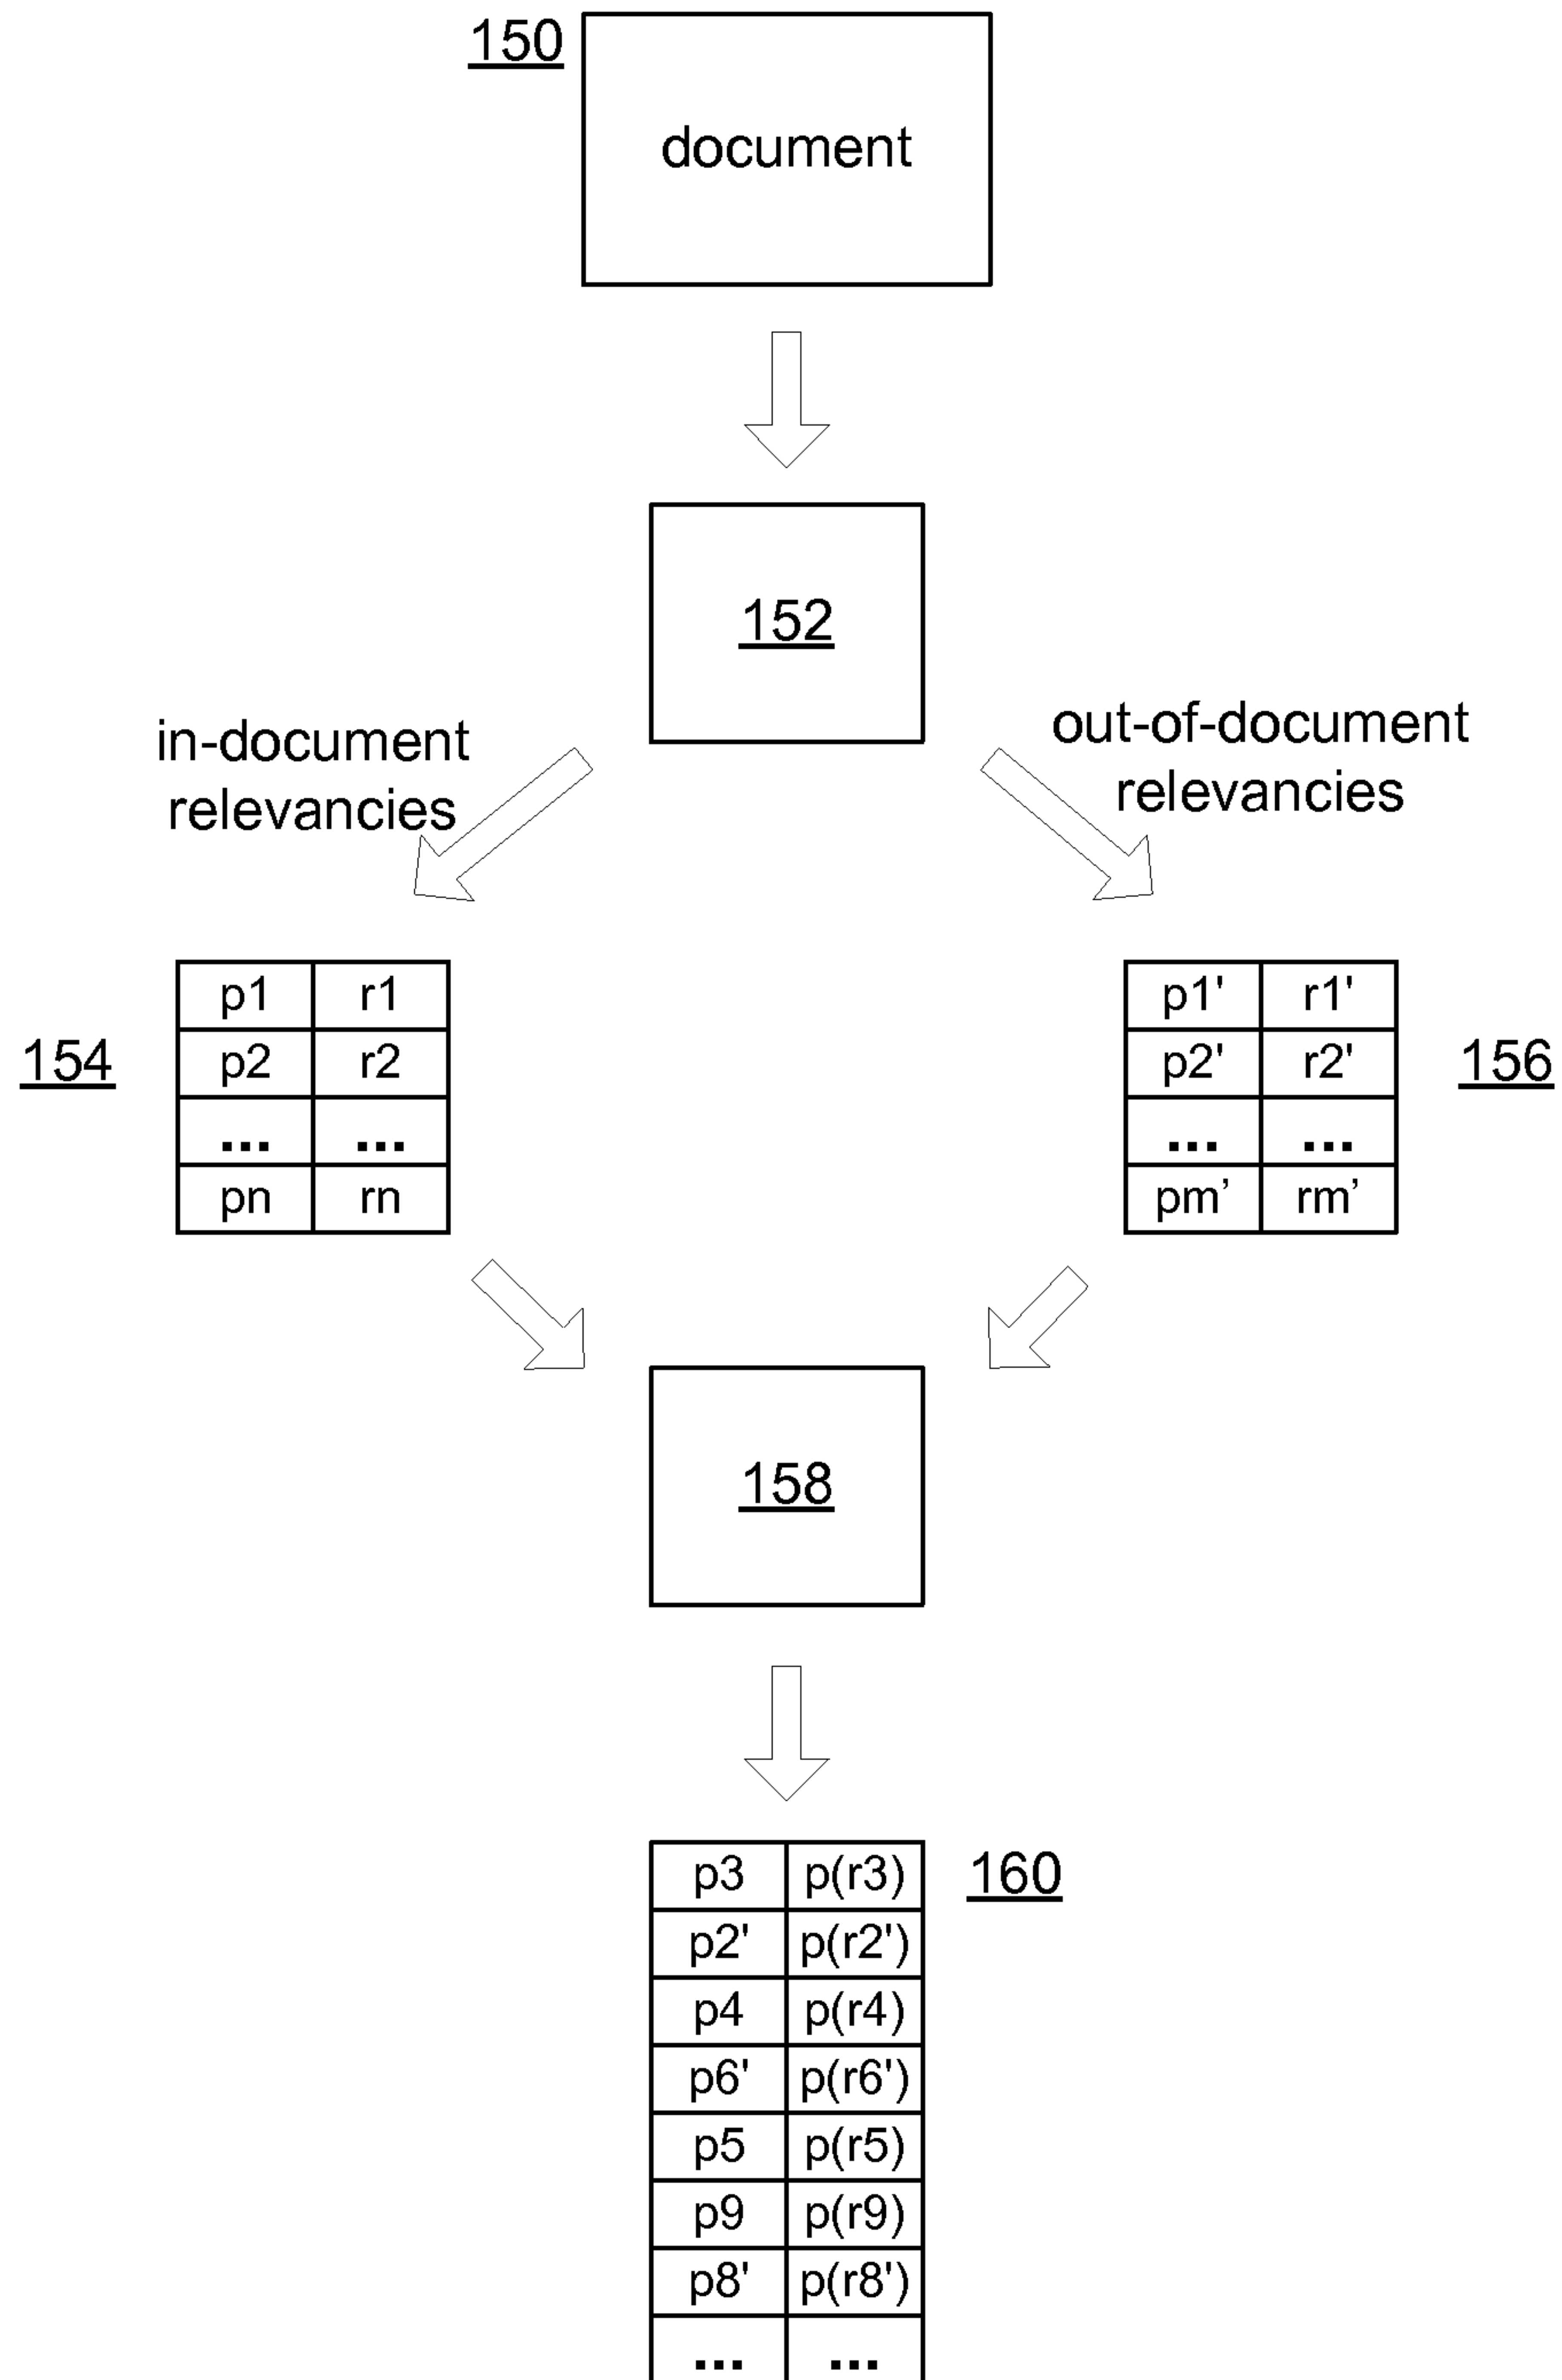 150
document
152
in-document
relevancies
out-of-document
relevancies
154
p1 r1
p2 r2
... ...
pn rn
p1' r1'
p2' r2'
... ...
pm’ rm’
156
158
160
p3 p(r3)
p2' p(r2')
p4 p(r4)
p6' p(r6')
p5 p(r5)
p9 p(r9)
p8' p(r8')
... ...